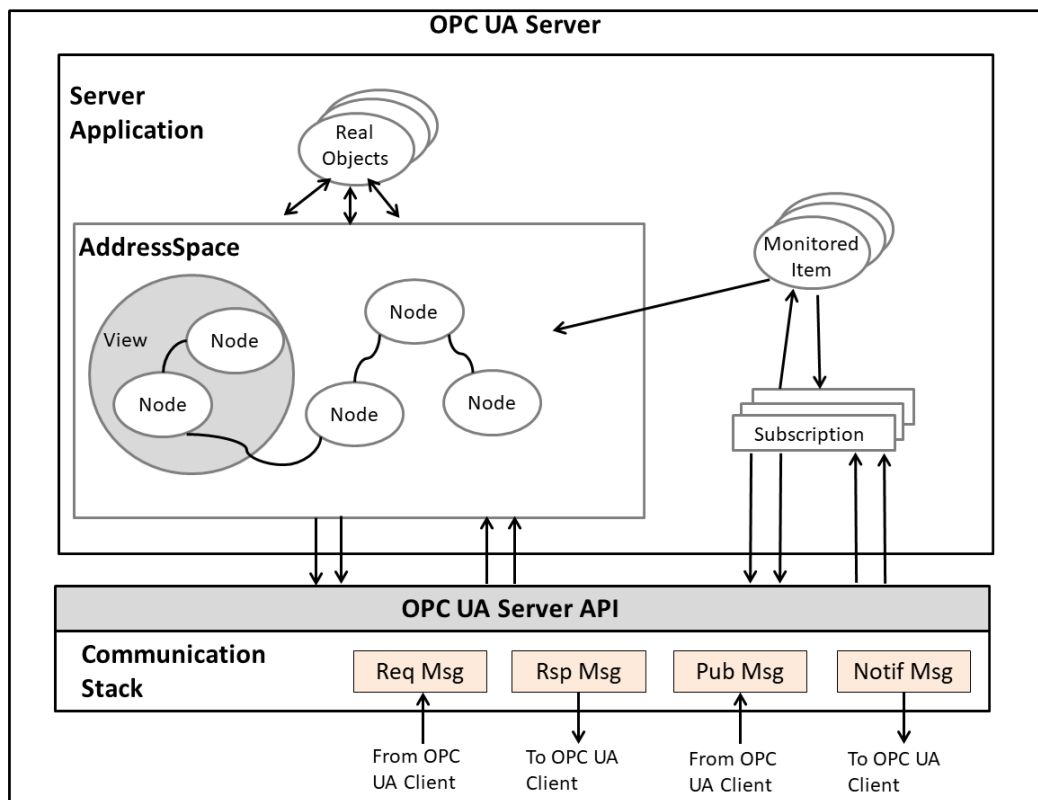 OPC UA Server
Server
Application
Real
Objects
AddressSpace
Monitored
Item
View
Node
Node
Node
Node
Node
Subscription
OPC UA Server API
Communication
Stack
Req Msg
Rsp Msg
Pub Msg
Notif Msg
From OPC
UA Client
To OPC UA
Client
From OPC
UA Client
To OPC UA
Client